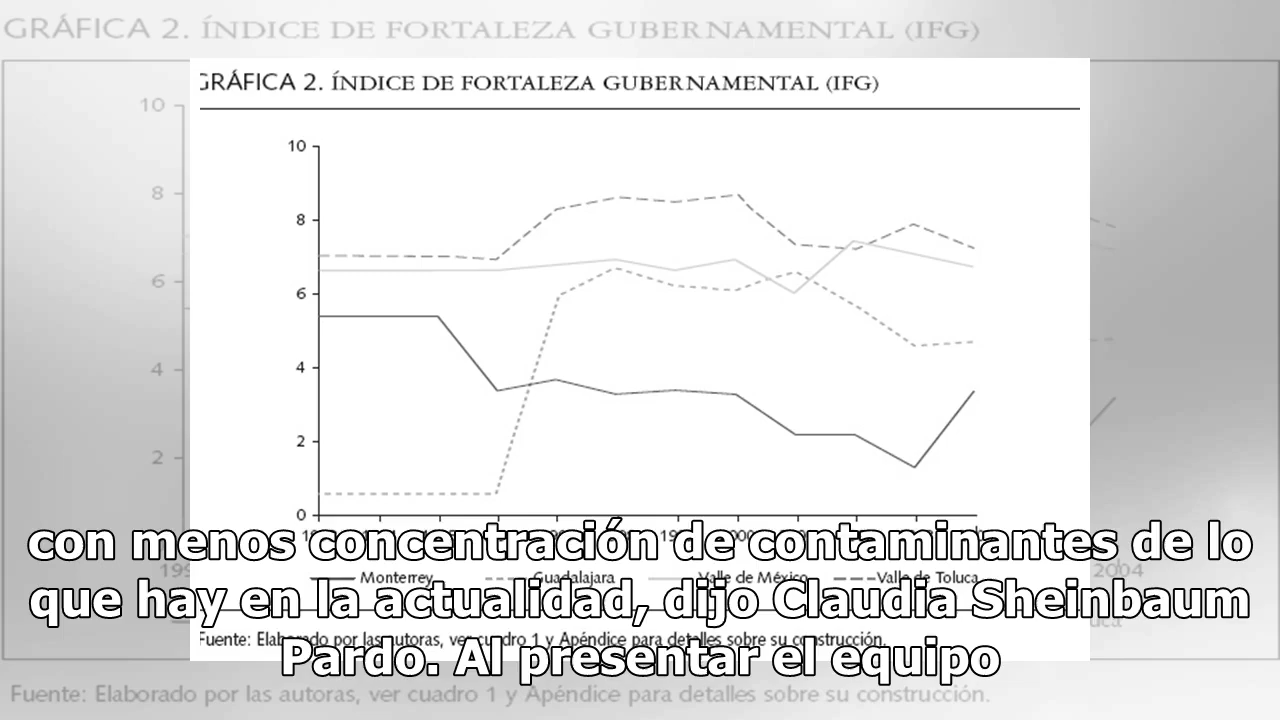 GRÁFICA 2. ÍNDICE DE FORTALEZA GUBERNAMENTAL (IFG)
GRÁFICA 2. ÍNDICE DE FORTALEZA GUBERNAMENTAL (IFG)
10
8
6
4
2
10
8
6
4
2
0
2004
Monterrey Guadalajara Valle de México Valle de Toluca
Fuente: Elaborado por las autoras, ver cuadro 1 y Apéndice para detalles sobre su construcción.
con menos concentración de contaminantes de lo
que hay en la actualidad, dijo Claudia Sheinbaum
Pardo. Al presentar el equipo
Fuente: Elaborado por las autoras, ver cuadro 1 y Apéndice para detalles sobre su construcción.